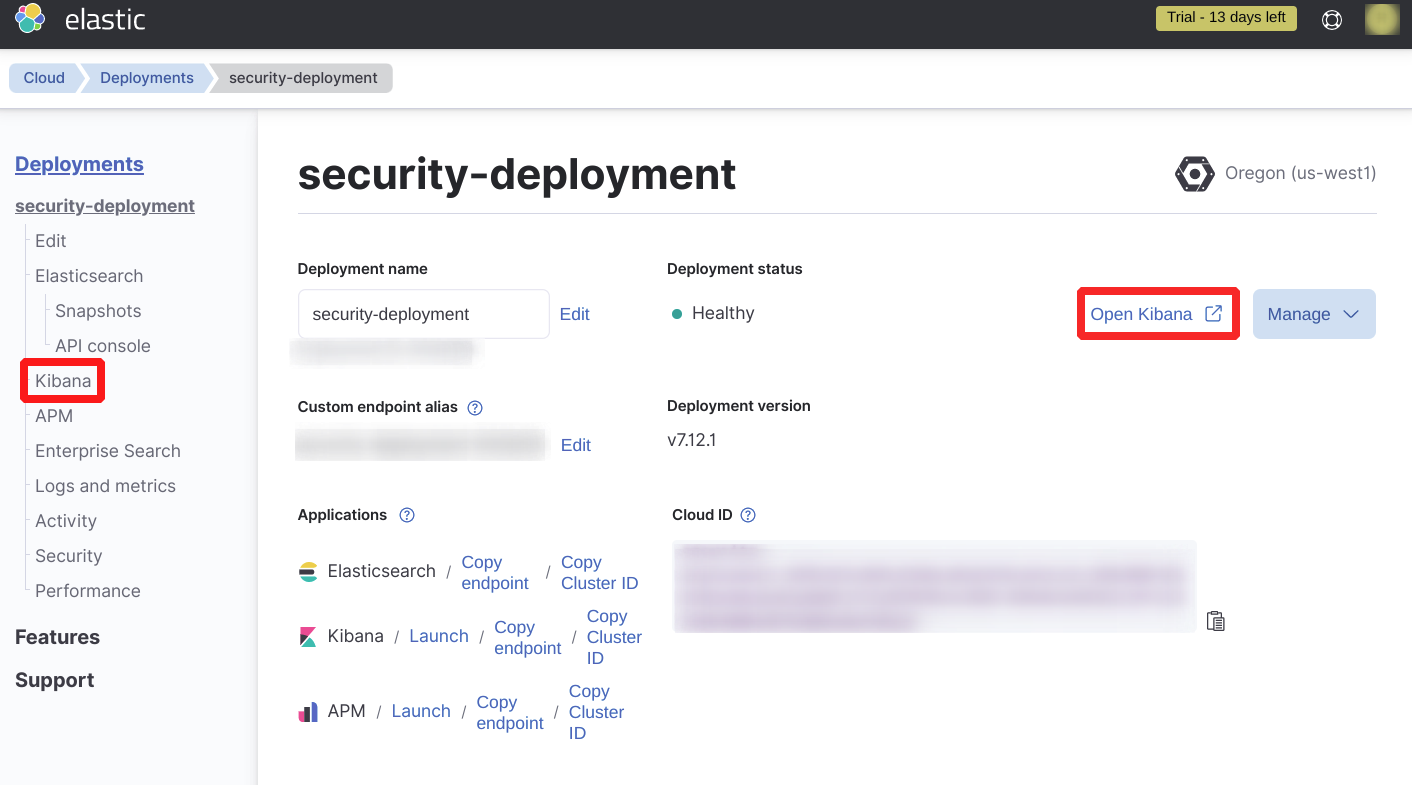 elastic
Trial - 13 days left
Cloud
Deployments
security-deployment
Deployments
security-deployment
Edit
Elasticsearch
Snapshots
API console
Kibana
APM
Enterprise Search
Logs and metrics
Activity
Security
Performance
Features
Support
security-deployment
Oregon (us-west1)
Deployment name
security-deployment
Edit
Deployment status
Healthy
Open Kibana
Manage
Custom endpoint alias ?
Edit
Deployment version
v7.12.1
Applications ?
Elasticsearch / Copy
endpoint / Copy
Cluster ID
Kibana / Launch / Copy
endpoint / Copy
Cluster
ID
APM / Launch / Copy
endpoint / Copy
Cluster
ID
Cloud ID ?